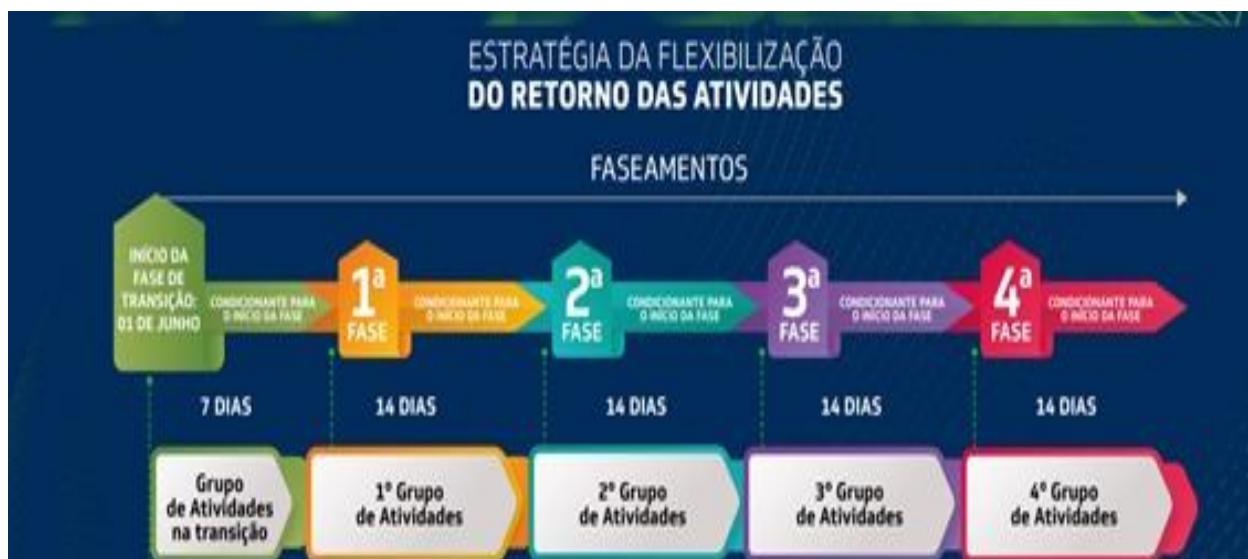 ESTRATÉGIA DA FLEXIBILIZAÇÃO
DO RETORNO DAS ATIVIDADES
FASEAMENTOS
INÍCIO DA
FASE DE
TRANSIÇÃO:
01 DE JUNHO
CONDICIONANTE PARA
O INÍCIO DA FASE
1ª
FASE
CONDICIONANTE PARA
O INÍCIO DA FASE
2ª
FASE
CONDICIONANTE PARA
O INÍCIO DA FASE
3ª
FASE
CONDICIONANTE PARA
O INÍCIO DA FASE
4ª
FASE
CONDICIONANTE PARA
O INÍCIO DA FASE
7 DIAS
14 DIAS
14 DIAS
14 DIAS
14 DIAS
Grupo
de Atividades
na transição
1º Grupo
de Atividades
2º Grupo
de Atividades
3º Grupo
de Atividades
4º Grupo
de Atividades